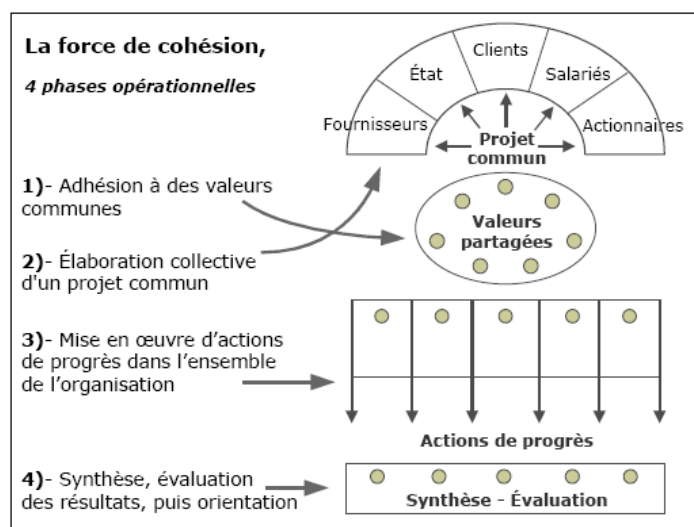 La force de cohésion,
4 phases opérationnelles
Fournisseurs
État
Clients
Salariés
Actionnaires
Projet
commun
1)- Adhésion à des valeurs
communes
Valeurs
partagées
2)- Élaboration collective
d'un projet commun
3)- Mise en œuvre d’actions
de progrès dans l’ensemble
de l’organisation
Actions de progrès
4)- Synthèse, évaluation
des résultats, puis orientation
Synthèse - Évaluation